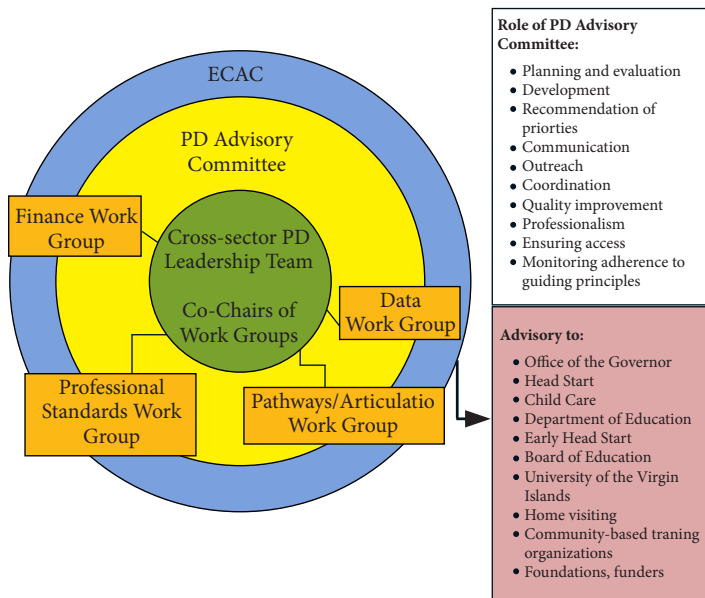 ECAC
PD Advisory
Committee
Finance Work
Group
Cross-sector PD
Leadership Team
Co-Chairs of
Work Groups
Data
Work Group
Professional
Standards Work
Group
Pathways/Articulatio
Work Group
Role of PD Advisory
Committee:
• Planning and evaluation
• Development
• Recommendation of
priorties
• Communication
• Outreach
• Coordination
• Quality improvement
• Professionalism
• Ensuring access
• Monitoring adherence to
guiding principles
Advisory to:
• Office of the Governor
• Head Start
• Child Care
• Department of Education
• Early Head Start
• Board of Education
• University of the Virgin
Islands
• Home visiting
• Community-based traning
organizations
• Foundations, funders